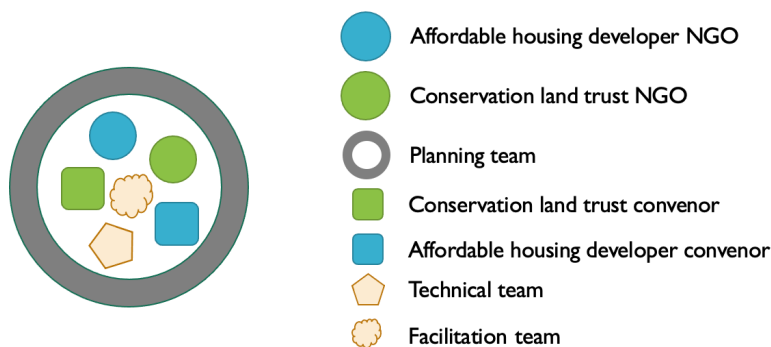 Affordable housing developer NGO
Conservation land trust NGO
Planning team
Conservation land trust convenor
Affordable housing developer convenor
Technical team
Facilitation team